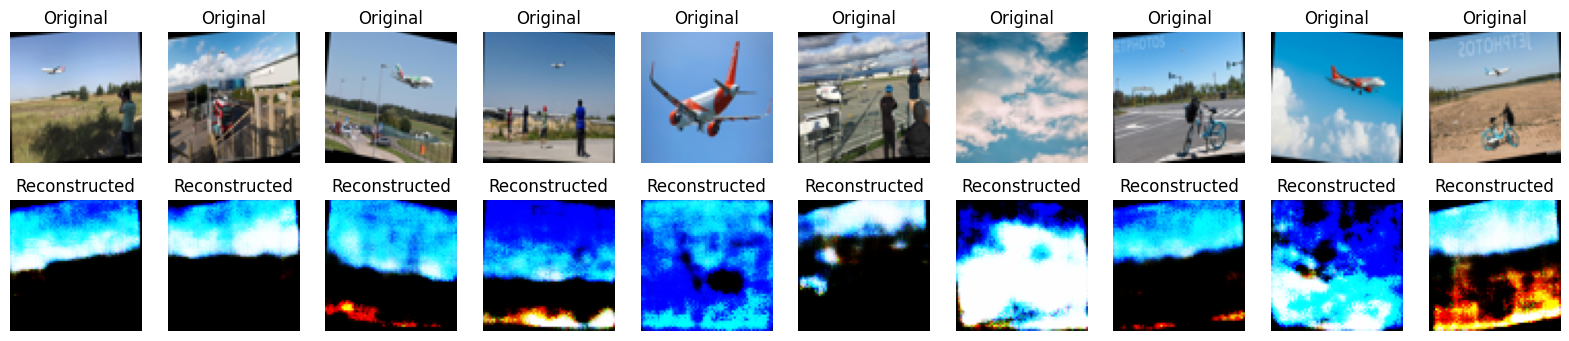 Original Original Original Original Original Original Original Original Original Original
Reconstructed Reconstructed Reconstructed Reconstructed Reconstructed Reconstructed Reconstructed Reconstructed Reconstructed Reconstructed
JETPHOTOS